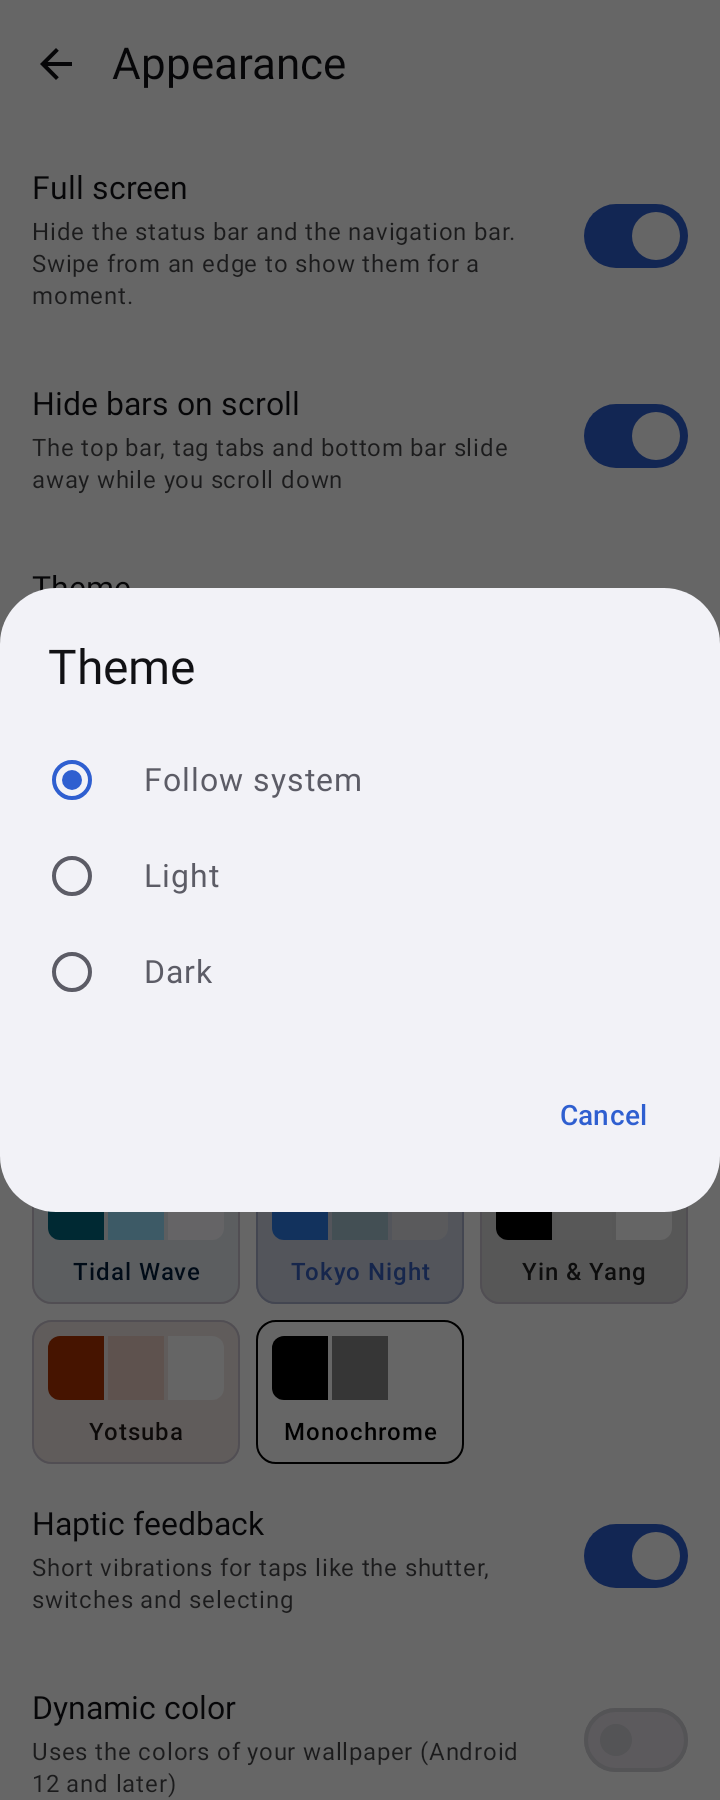 Appearance
Full screen
Hide the status bar and the navigation bar.
Swipe from an edge to show them for a
moment.
Hide bars on scroll
The top bar, tag tabs and bottom bar slide
away while you scroll down
Theme
Theme
Follow system
Light
Dark
Cancel
Tidal Wave
Tokyo Night
Yin & Yang
Yotsuba
Monochrome
Haptic feedback
Short vibrations for taps like the shutter,
switches and selecting
Dynamic color
Uses the colors of your wallpaper (Android
12 and later)